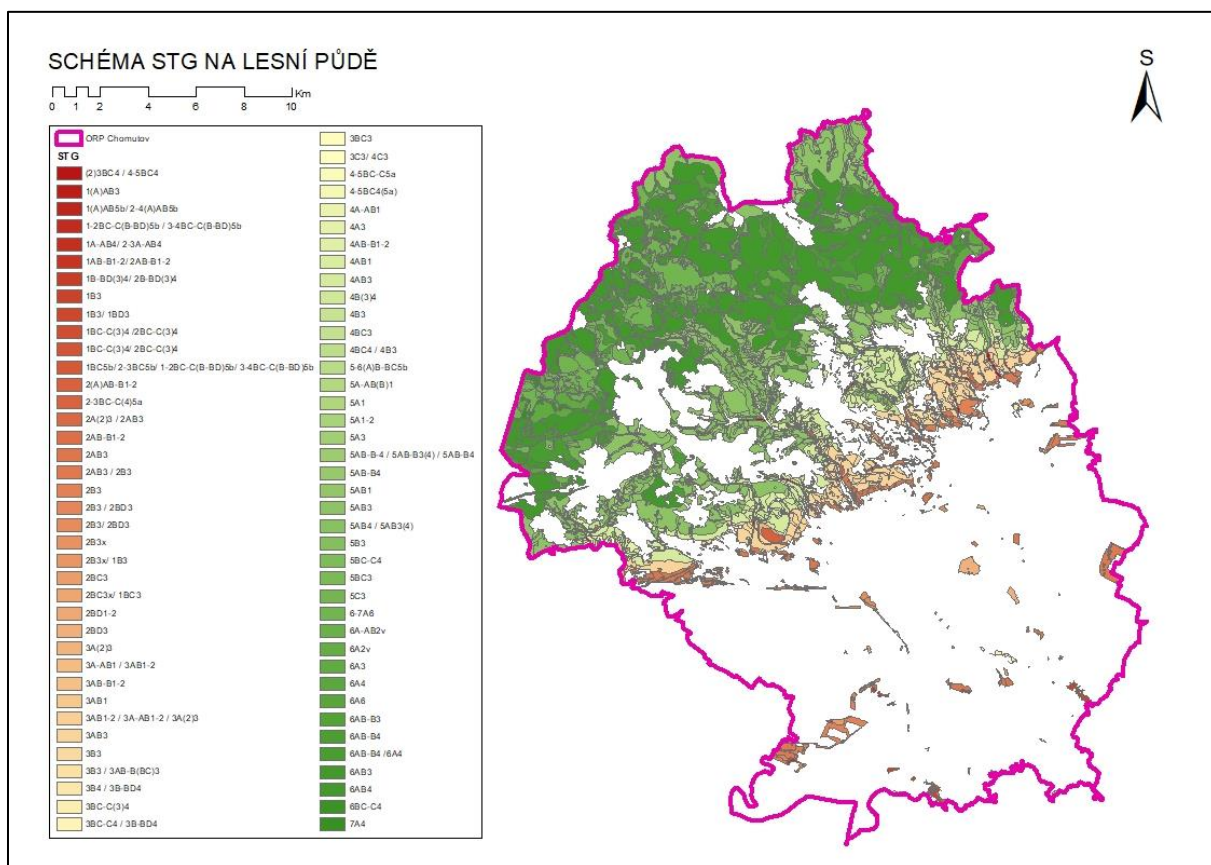 SCHÉMA STG NA LESNÍ PŮDĚ
S
Km
0 1 2 4 6 8 10
ORP Chomutov
STG
(2)3BC4 / 4-5BC4
1(A)AB3
1(A)AB5b/ 2-4(A)AB5b
1-2BC-C(B-BD)5b / 3-4BC-C(B-BD)5b
1A-AB4/ 2-3A-AB4
1AB-B1-2/ 2AB-B1-2
1B-BD(3)4/ 2B-BD(3)4
1B3
1B3/ 1BD3
1BC-C(3)4 /2BC-C(3)4
1BC-C(3)4/ 2BC-C(3)4
1BC5b/ 2-3BC5b/ 1-2BC-C(B-BD)5b/ 3-4BC-C(B-BD)5b
2(A)AB-B1-2
2-3BC-C(4)5a
2A(2)3 / 2AB3
2AB-B1-2
2AB3
2AB3 / 2B3
2B3
2B3 / 2BD3
2B3/ 2BD3
2B3x
2B3x/ 1B3
2BC3
2BC3x/ 1BC3
2BD1-2
2BD3
3A(2)3
3A-AB1 / 3AB1-2
3AB-B1-2
3AB1
3AB1-2 / 3A-AB1-2 / 3A(2)3
3AB3
3B3
3B3 / 3AB-B(BC)3
3B4 / 3B-BD4
3BC-C(3)4
3BC-C4 / 3B-BD4
3BC3
3C3/ 4C3
4-5BC-C5a
4-5BC4(5a)
4A-AB1
4A3
4AB-B1-2
4AB1
4AB3
4B(3)4
4B3
4BC3
4BC4 / 4B3
5-6(A)B-BC5b
5A-AB(B)1
5A1
5A1-2
5A3
5AB-B-4 / 5AB-B3(4) / 5AB-B4
5AB-B4
5AB1
5AB3
5AB4 / 5AB3(4)
5B3
5BC-C4
5BC3
5C3
6-7A6
6A-AB2v
6A2v
6A3
6A4
6A6
6AB-B3
6AB-B4
6AB-B4 /6A4
6AB3
6AB4
6BC-C4
7A4